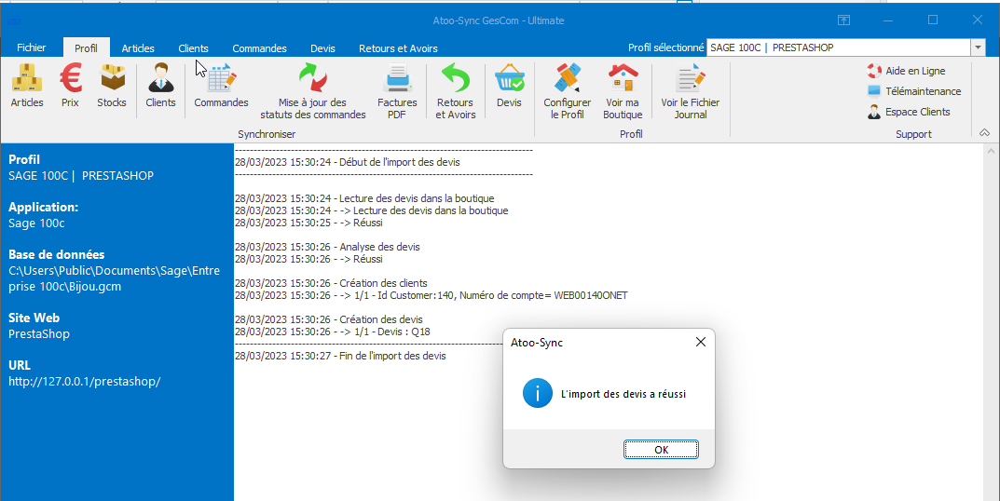 Atoo-Sync GesCom - Ultimate
Fichier Profil Articles Clients Commandes Devis Retours et Avoirs Profil sélectionné SAGE 100C | PRESTASHOP
Articles Prix Stocks Clients Commandes Mise à jour des statuts des commandes Factures PDF Retours et Avoirs Devis Configurer le Profil Voir ma Boutique Voir le Fichier Journal
Aide en Ligne
Télémaintenance
Espace Clients
Synchroniser Profil Support
Profil
SAGE 100C | PRESTASHOP
Application:
Sage 100c
Base de données
C:\Users\Public\Documents\Sage\Entre
prise 100c\Bijou.gcm
Site Web
PrestaShop
URL
http://127.0.0.1/prestashop/
28/03/2023 15:30:24 - Début de l'import des devis
28/03/2023 15:30:24 - Lecture des devis dans la boutique
28/03/2023 15:30:24 - --> Lecture des devis dans la boutique
28/03/2023 15:30:25 - --> Réussi
28/03/2023 15:30:26 - Analyse des devis
28/03/2023 15:30:26 - --> Réussi
28/03/2023 15:30:26 - Création des clients
28/03/2023 15:30:26 - --> 1/1 - Id Customer:140, Numéro de compte= WEB00140ONET
28/03/2023 15:30:26 - Création des devis
28/03/2023 15:30:26 - --> 1/1 - Devis : Q18
28/03/2023 15:30:27 - Fin de l'import des devis
Atoo-Sync
L'import des devis a réussi
OK